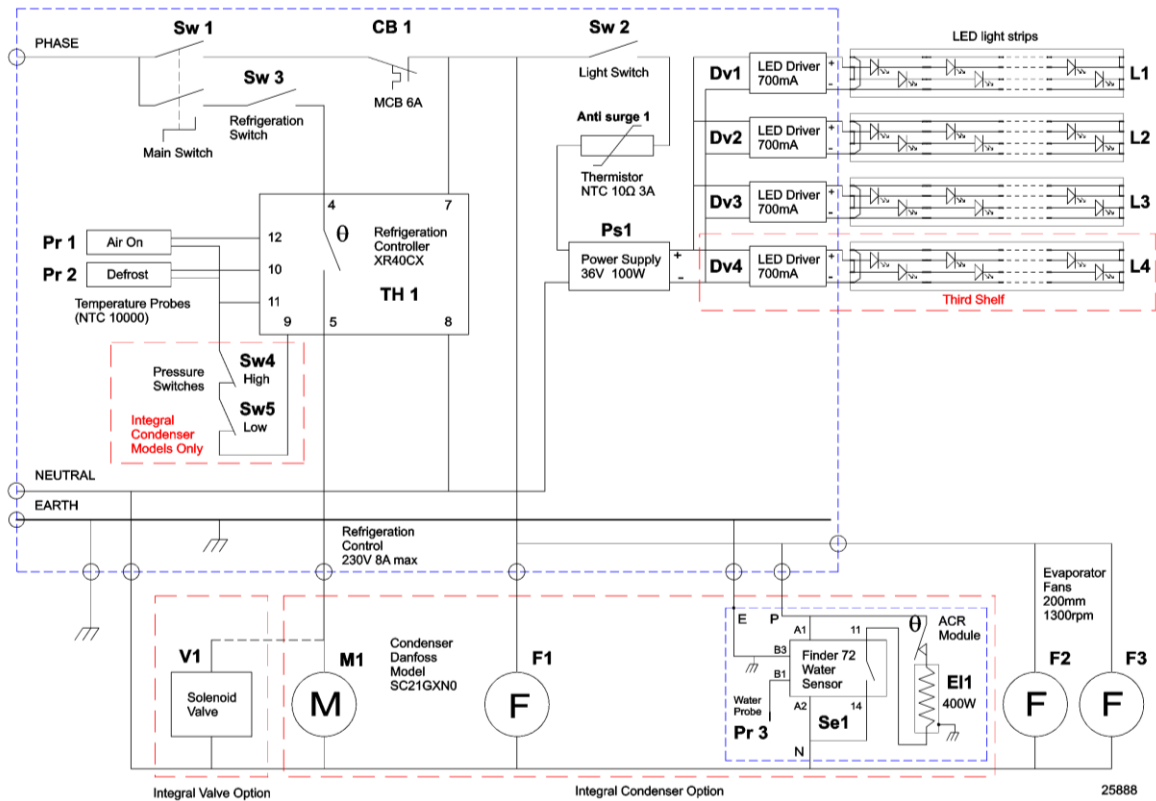 Sw 1
CB 1
Sw 2
LED light strips
PHASE
Sw 3
Light Switch
MCB 6A
Refrigeration
Switch
Main Switch
Anti surge 1
Thermistor
NTC 10Ω 3A
Dv1
LED Driver
700mA
+
-
L1
Dv2
LED Driver
700mA
+
-
L2
Dv3
LED Driver
700mA
+
-
L3
Dv4
LED Driver
700mA
+
-
L4
Third Shelf
Ps1
Power Supply
36V 100W
+
-
4
7
θ
Refrigeration
Controller
XR40CX
TH 1
12
10
11
9
5
8
Pr 1
Air On
Pr 2
Defrost
Temperature Probes
(NTC 10000)
Pressure
Switches
Sw4
High
Sw5
Low
Integral
Condenser
Models Only
NEUTRAL
EARTH
Refrigeration
Control
230V 8A max
V1
Solenoid
Valve
M1
M
Condenser
Danfoss
Model
SC21GXN0
F1
F
E
P
A1
11
θ
ACR
Module
B3
B1
Finder 72
Water
Sensor
Water
Probe
Pr 3
A2
Se1
14
N
El1
400W
Evaporator
Fans
200mm
1300rpm
F2
F
F3
F
Integral Valve Option
Integral Condenser Option
25888